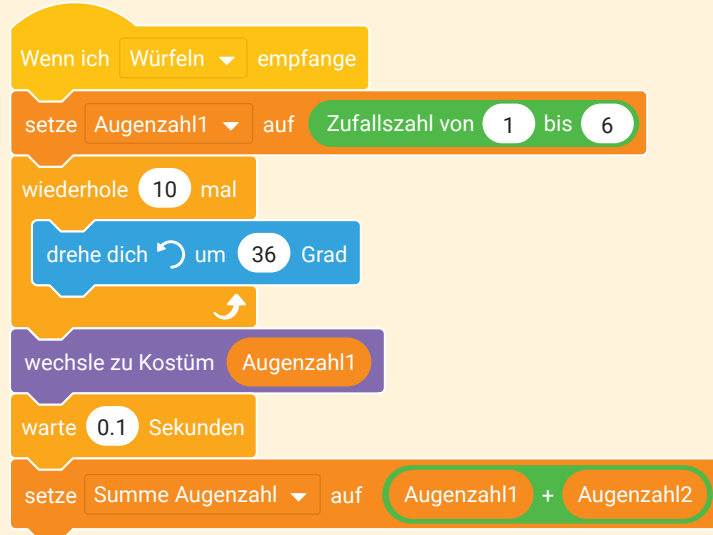 Wenn ich Würfeln empfange
setze Augenzahl1 auf Zufallszahl von 1 bis 6
wiederhole 10 mal
drehe dich um 36 Grad
wechsle zu Kostüm Augenzahl1
warte 0.1 Sekunden
setze Summe Augenzahl auf Augenzahl1 + Augenzahl2